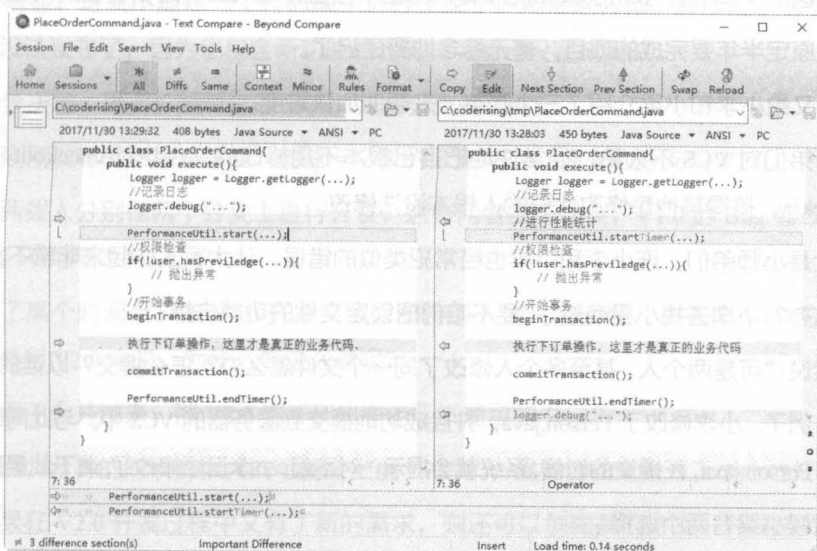 PlaceOrderCommand.java - Text Compare - Beyond Compare
Session File Edit Search View Tools Help
Home Sessions All Diffs Same Context Minor Rules Format Copy Edit Next Section Prev Section Swap Reload
C:\coderising\PlaceOrderCommand.java
2017/11/30 13:29:32 408 bytes Java Source ANSI PC
public class PlaceOrderCommand{
public void execute(){
Logger logger = Logger.getLogger(...);
//记录日志
logger.debug("...");
PerformanceUtil.start(...);
//权限检查
if(!user.hasPreviledge(...)){
// 抛出异常
}
//开始事务
beginTransaction();
执行下订单操作，这里才是真正的业务代码.
commitTransaction();
PerformanceUtil.endTimer();
}
}
7: 36
C:\coderising\tmp\PlaceOrderCommand.java
2017/11/30 13:28:03 450 bytes Java Source ANSI PC
public class PlaceOrderCommand{
public void execute(){
Logger logger = Logger.getLogger(...);
//记录日志
logger.debug("...");
//进行性能统计
PerformanceUtil.startTimer(...);
//权限检查
if(!user.hasPreviledge(...)){
// 抛出异常
}
//开始事务
beginTransaction();
执行下订单操作，这里才是真正的业务代码
commitTransaction();
PerformanceUtil.endTimer();
logger.debug("...");
}
}
7: 36 Operator
PerformanceUtil.start(...);
PerformanceUtil.startTimer(...);
≠ 3 difference section(s) Important Difference Insert Load time: 0.14 seconds